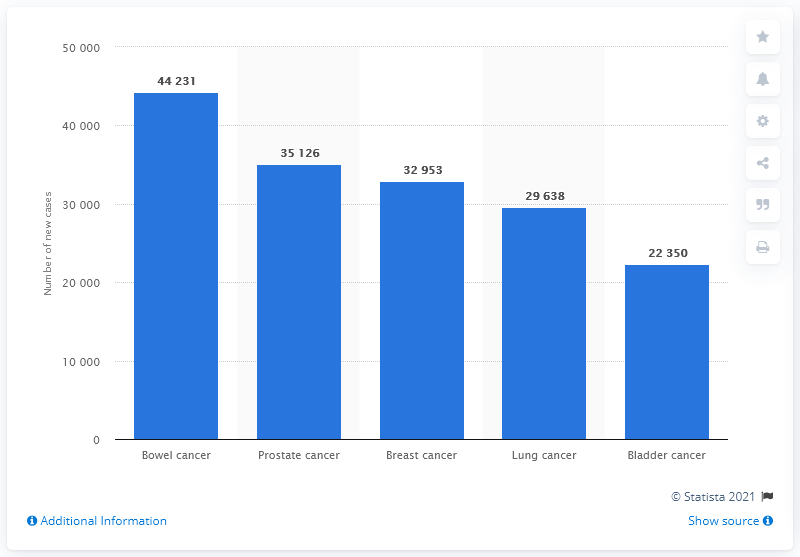 50 000
40 000
30 000
20 000
10 000
0
Number of new cases
44 231
35 126
32 953
29 638
22 350
Bowel cancer
Prostate cancer
Breast cancer
Lung cancer
Bladder cancer
© Statista 2021
Additional Information
Show source